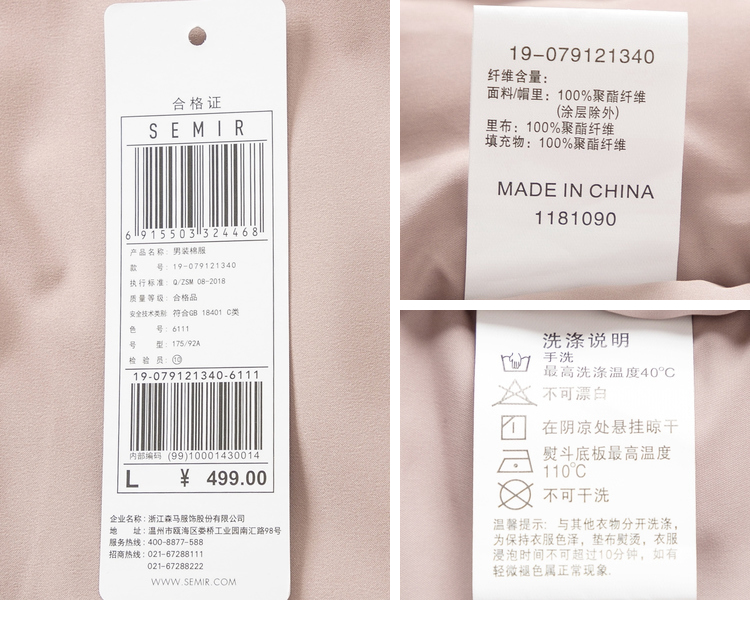 合格证
SEMIR
6 915503 324468
产品名称: 男装棉服
款 号: 19-079121340
执行标准: Q/ZSM 08-2018
质量等级: 合格品
安全技术类别: 符合GB 18401 C类
色 号: 6111
号 型: 175/92A
检 验 员: ⑩
19-079121340-6111
内部编码 (99)10001430014
L ¥ 499.00
企业名称: 浙江森马服饰股份有限公司
地 址: 温州市瓯海区娄桥工业园南汇路98号
服务热线: 400-8877-588
招商热线: 021-67288111
021-67288222
WWW.SEMIR.COM
19-079121340
纤维含量:
面料/帽里: 100%聚酯纤维
(涂层除外)
里布: 100%聚酯纤维
填充物: 100%聚酯纤维
MADE IN CHINA
1181090
洗涤说明
手洗
最高洗涤温度40℃
不可漂白
在阴凉处悬挂晾干
熨斗底板最高温度
110℃
不可干洗
温馨提示: 与其他衣物分开洗涤,
为保持衣服色泽, 垫布熨烫, 衣服
浸泡时间不可超过10分钟, 如有
轻微褪色属正常现象.